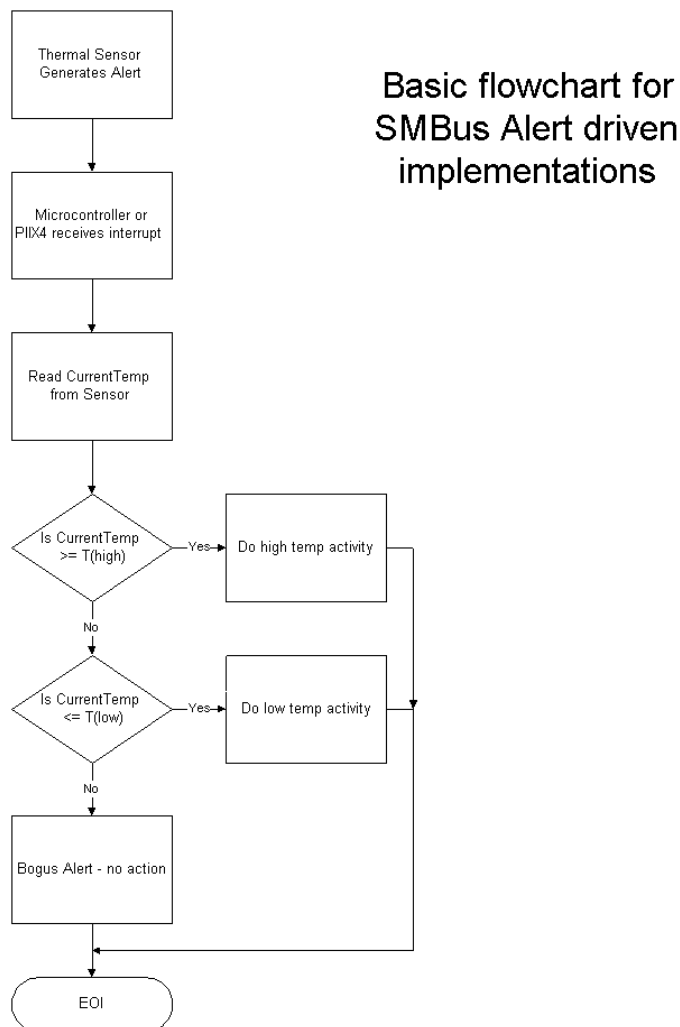 Thermal Sensor
Generates Alert
Basic flowchart for
SMBus Alert driven
implementations
Microcontroller or
PIIX4 receives interrupt
Read CurrentTemp
from Sensor
Is CurrentTemp
>= T(high)
Yes
Do high temp activity
No
Is CurrentTemp
<= T(low)
Yes
Do low temp activity
No
Bogus Alert - no action
EOI